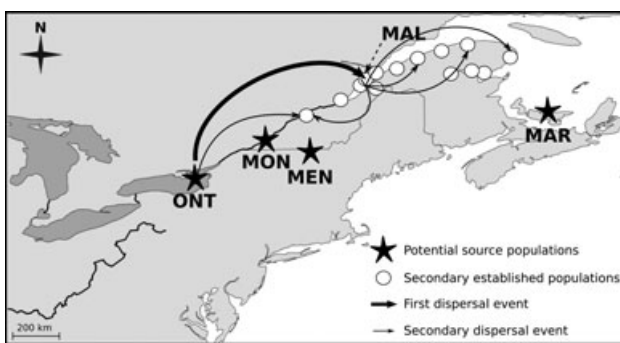 N
MAL
MAR
MON
MEN
ONT
Potential source populations
Secondary established populations
First dispersal event
Secondary dispersal event
200 km